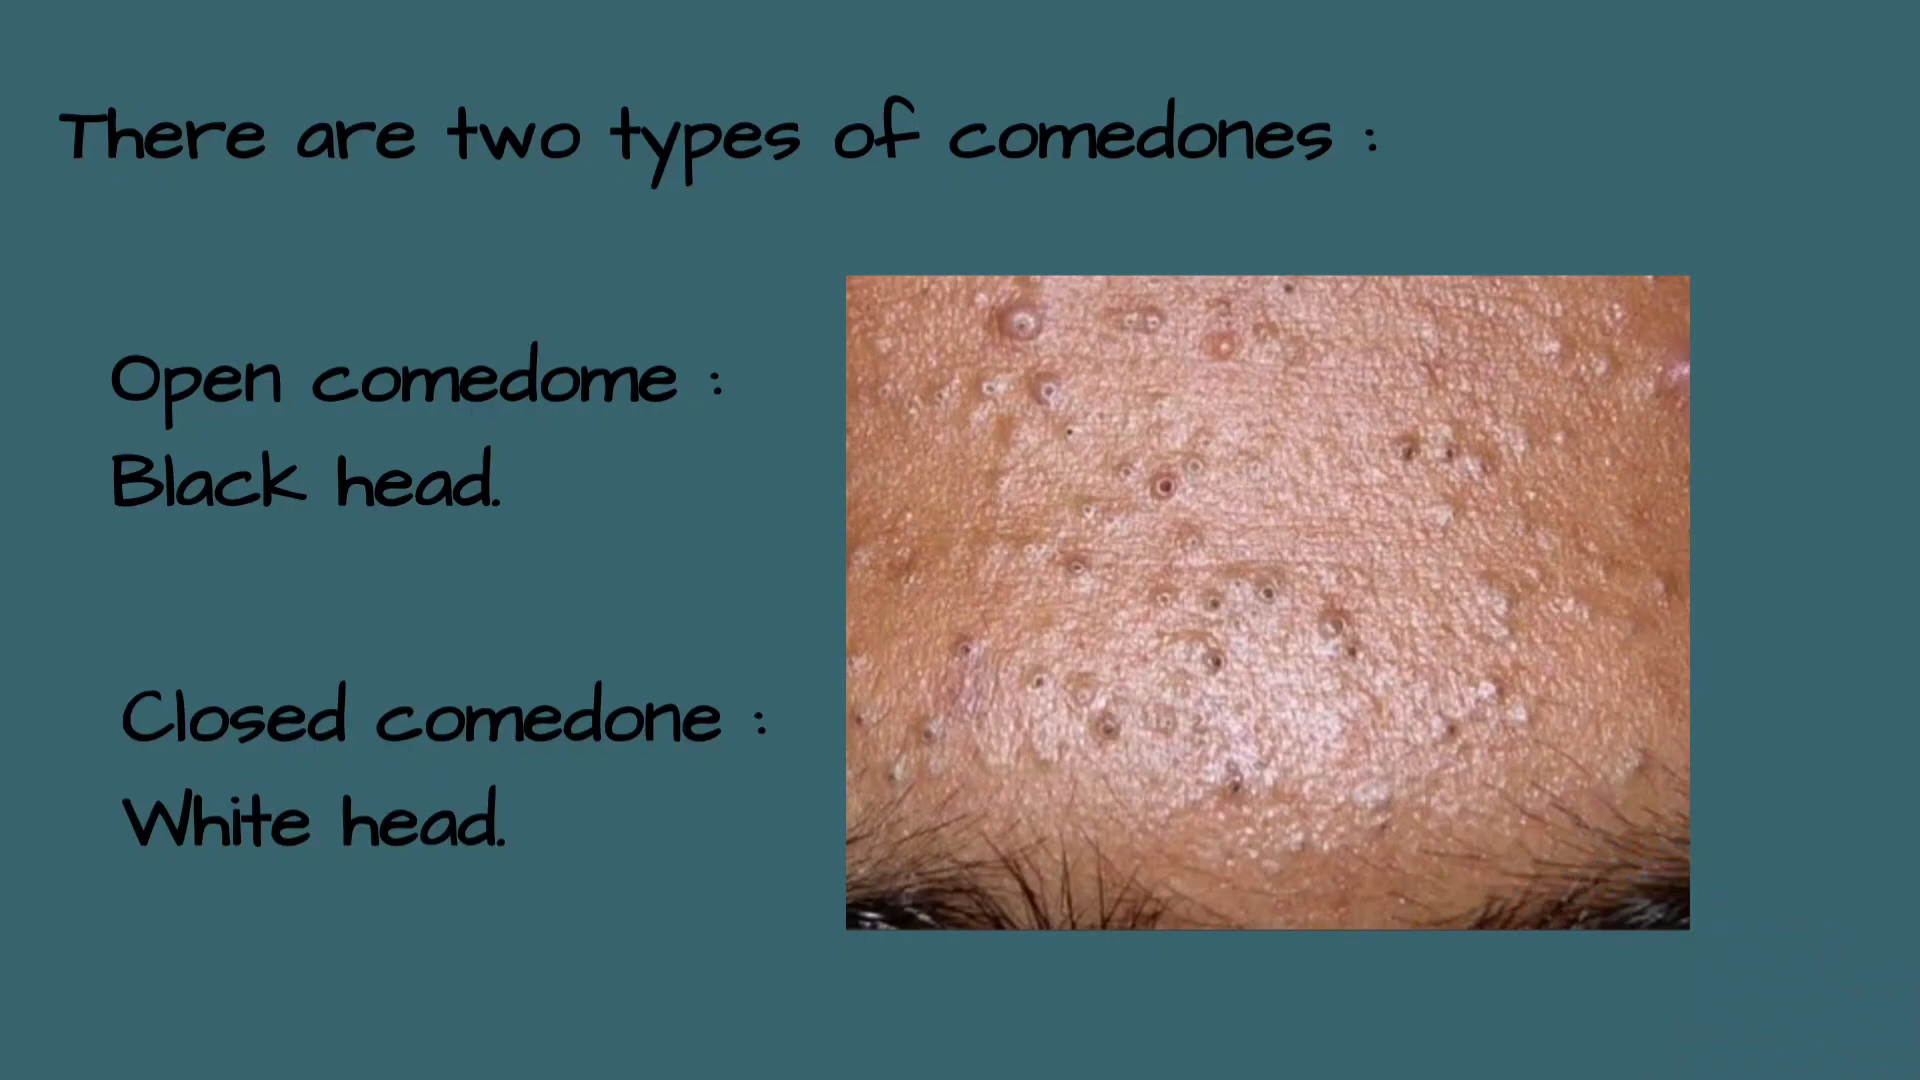 There are two types of comedones :
Open comedome :
Black head.
Closed comedone :
White head.